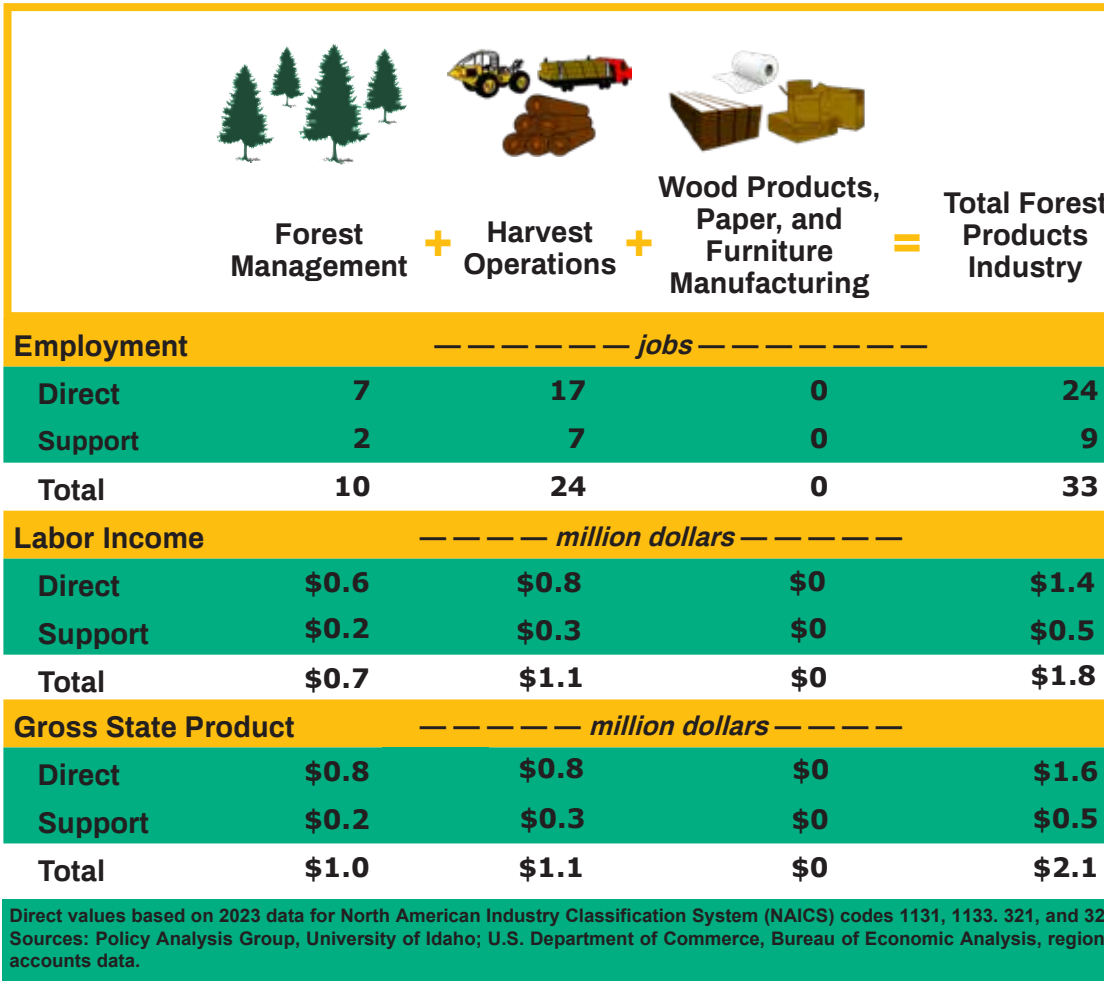 Forest
Management
+
Harvest
Operations
+
Wood Products,
Paper, and
Furniture
Manufacturing
=
Total Forest
Products
Industry
Employment — — — — — — jobs — — — — — — —
Direct 7 17 0 24
Support 2 7 0 9
Total 10 24 0 33
Labor Income — — — — million dollars — — — — —
Direct $0.6 $0.8 $0 $1.4
Support $0.2 $0.3 $0 $0.5
Total $0.7 $1.1 $0 $1.8
Gross State Product — — — — — million dollars — — — —
Direct $0.8 $0.8 $0 $1.6
Support $0.2 $0.3 $0 $0.5
Total $1.0 $1.1 $0 $2.1
Direct values based on 2023 data for North American Industry Classification System (NAICS) codes 1131, 1133. 321, and 32
Sources: Policy Analysis Group, University of Idaho; U.S. Department of Commerce, Bureau of Economic Analysis, region
accounts data.